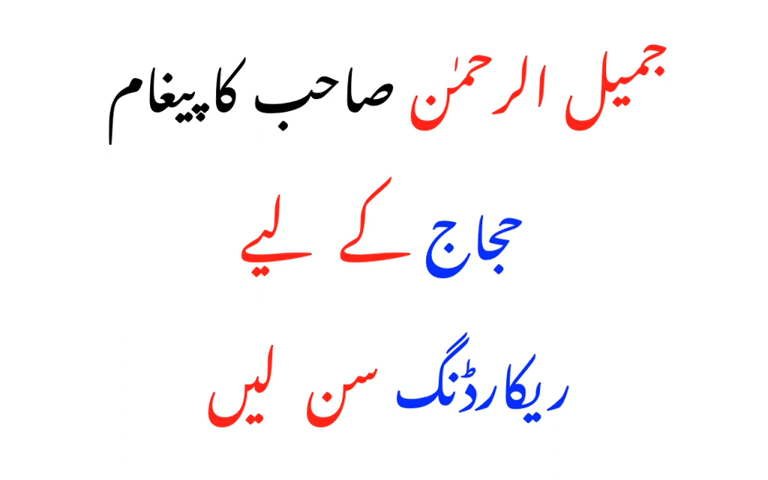 جمیل الرحمٰن صاحب کا پیغام
حجاج کے لیے
ریکارڈنگ سن لیں